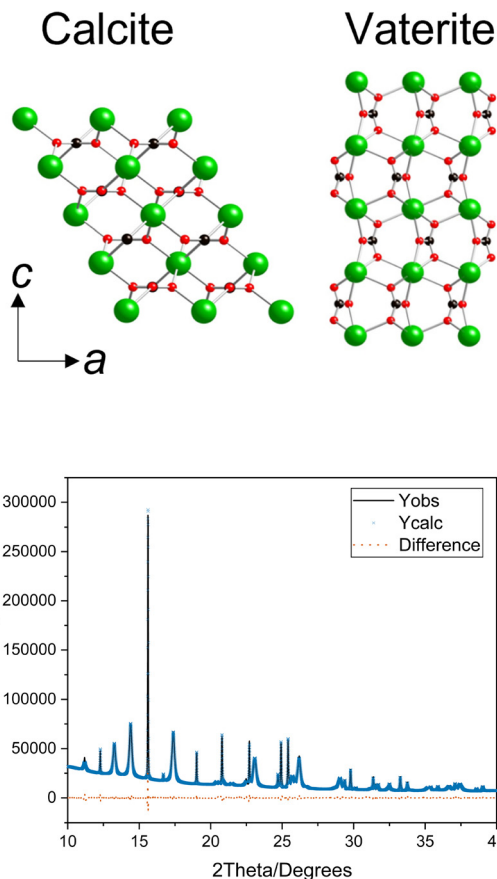 Calcite
Vaterite
c
a
300000
250000
200000
150000
100000
50000
0
Yobs
Ycalc
Difference
10 15 20 25 30 35
2Theta/Degrees